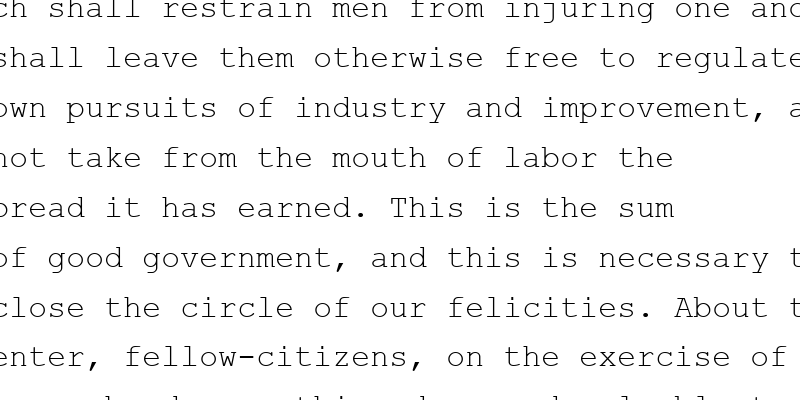 ch shall restrain men from injuring one and
shall leave them otherwise free to regulate
own pursuits of industry and improvement, a
not take from the mouth of labor the
bread it has earned. This is the sum
of good government, and this is necessary t
close the circle of our felicities. About t
enter, fellow-citizens, on the exercise of